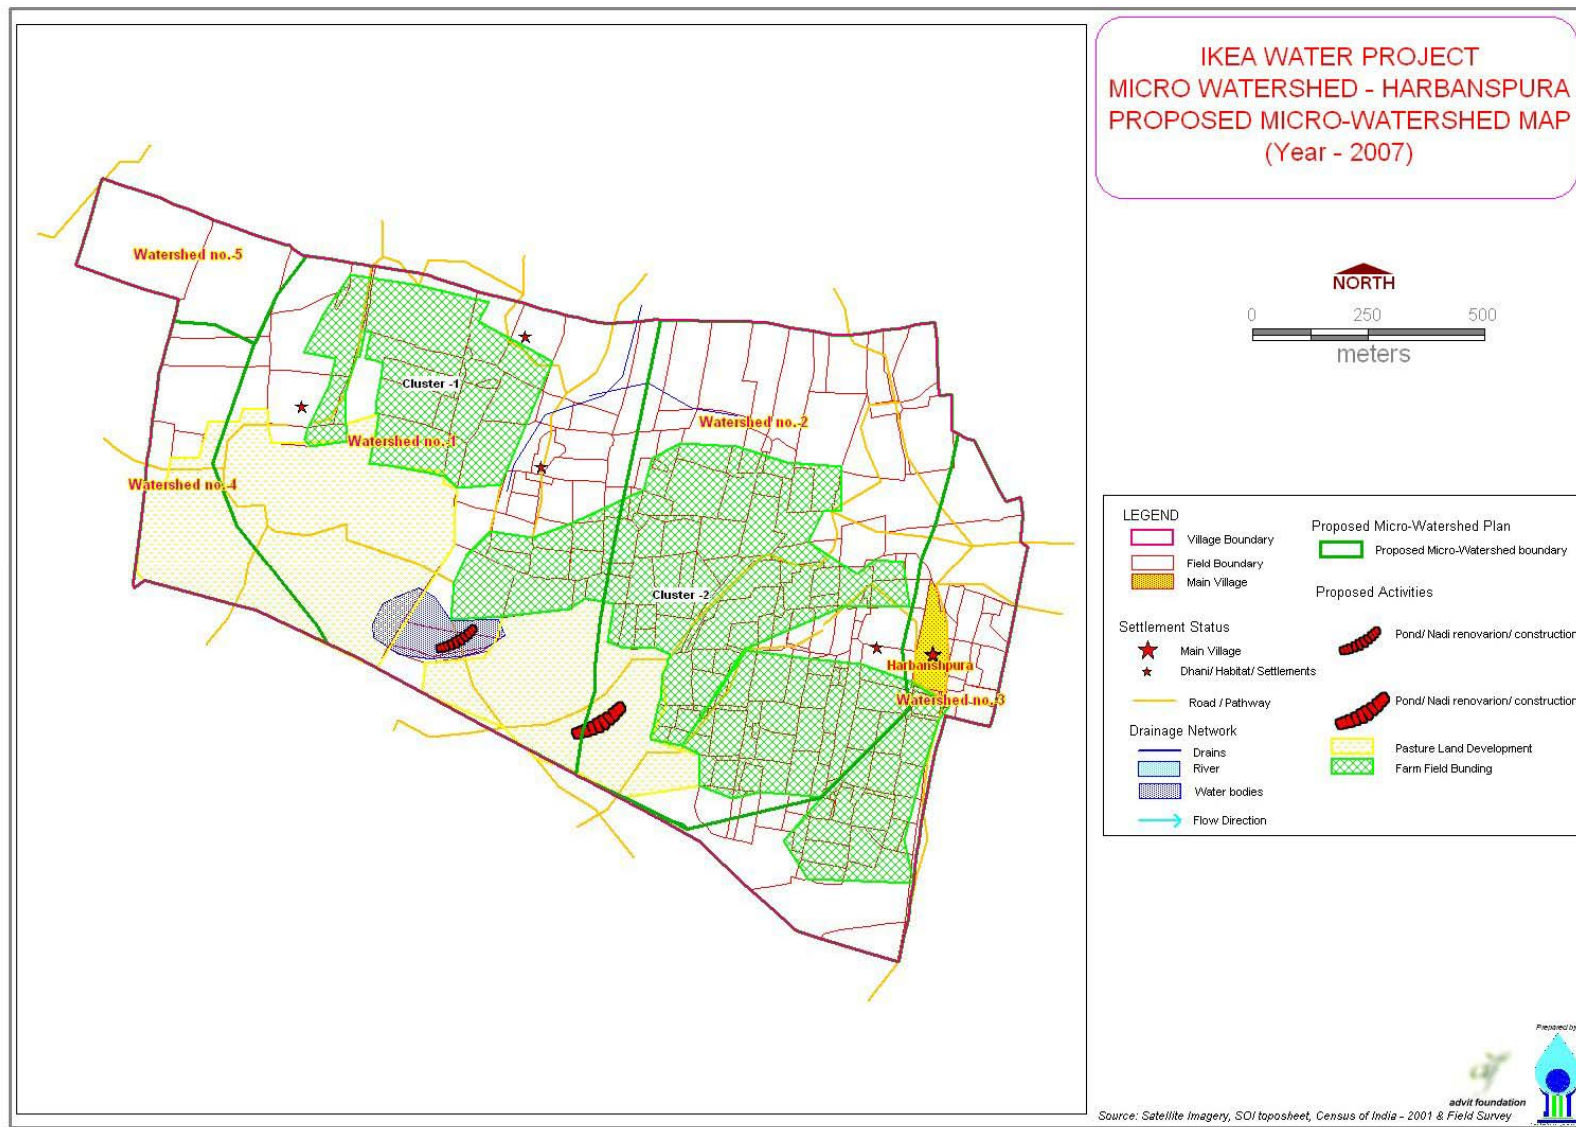 IKEA WATER PROJECT
MICRO WATERSHED - HARBANSPURA
PROPOSED MICRO-WATERSHED MAP
(Year - 2007)
NORTH
0 250 500
meters
Watershed no.-5
Cluster -1
Watershed no.-1
Watershed no.-2
Watershed no.-4
Cluster -2
Harbanshpura
Watershed no.-3
LEGEND
Village Boundary
Field Boundary
Main Village
Settlement Status
Main Village
Dhani/ Habitat/ Settlements
Road / Pathway
Drainage Network
Drains
River
Water bodies
Flow Direction
Proposed Micro-Watershed Plan
Proposed Micro-Watershed boundary
Proposed Activities
Pond/ Nadi renovarion/ construction
Pond/ Nadi renovarion/ construction
Pasture Land Development
Farm Field Bunding
Prepared by
advit foundation
Source: Satellite Imagery, SOI toposheet, Census of India - 2001 & Field Survey